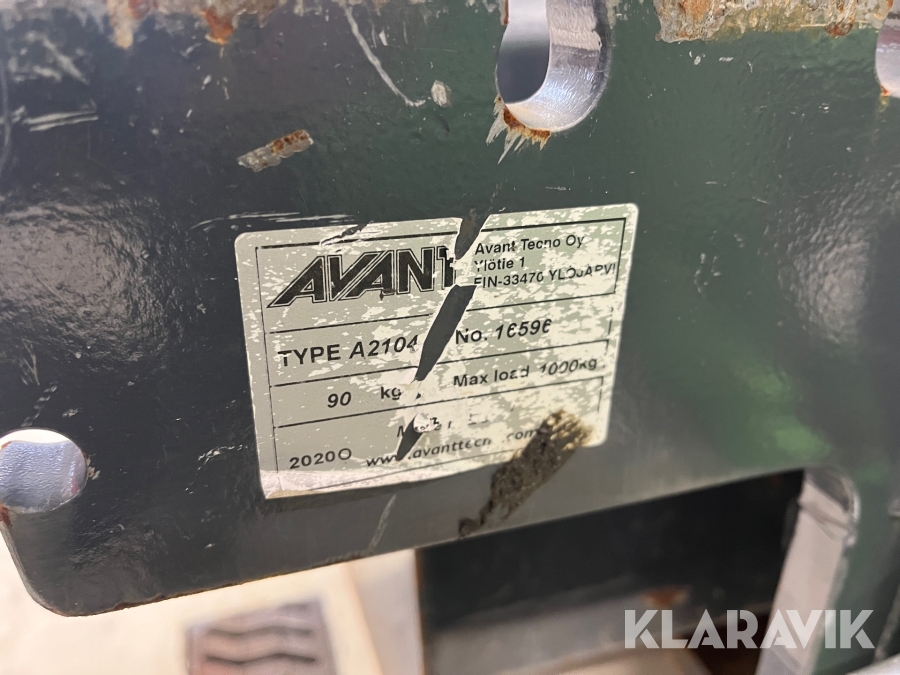 AVANT
Avant Tecno Oy
Ylötie 1
FIN-33470 YLÖJÄRVI
TYPE A2104
No. 16596
90 kg
Max load 1000kg
2020O www.avanttecno.com
KLARAVIK